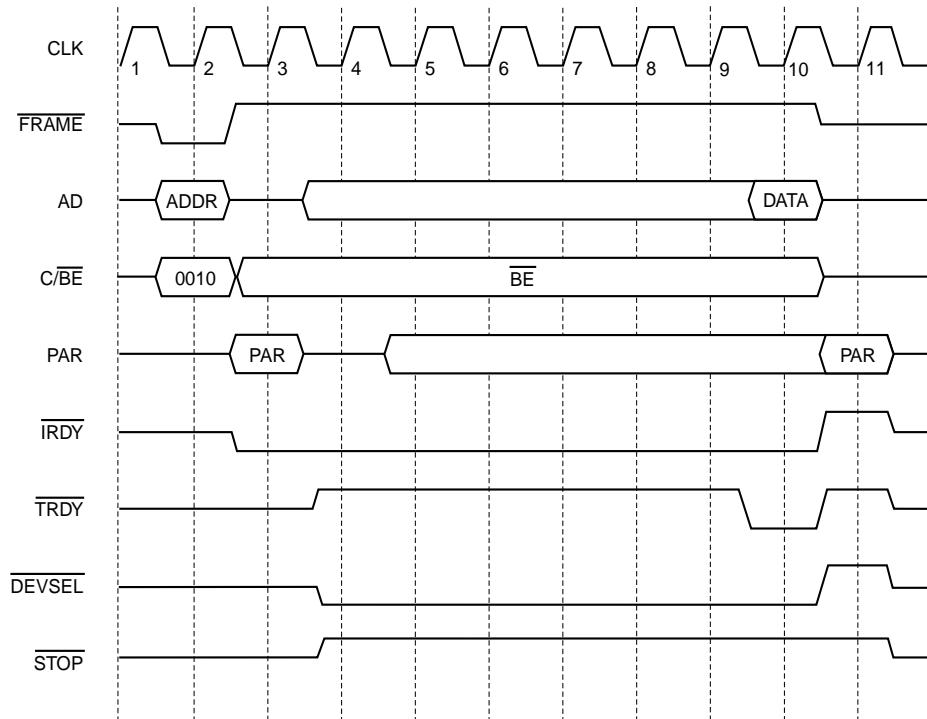 CLK
1 2 3 4 5 6 7 8 9 10 11
FRAME
AD
ADDR
DATA
C/BE
0010
BE
PAR
PAR
PAR
IRDY
TRDY
DEVSEL
STOP